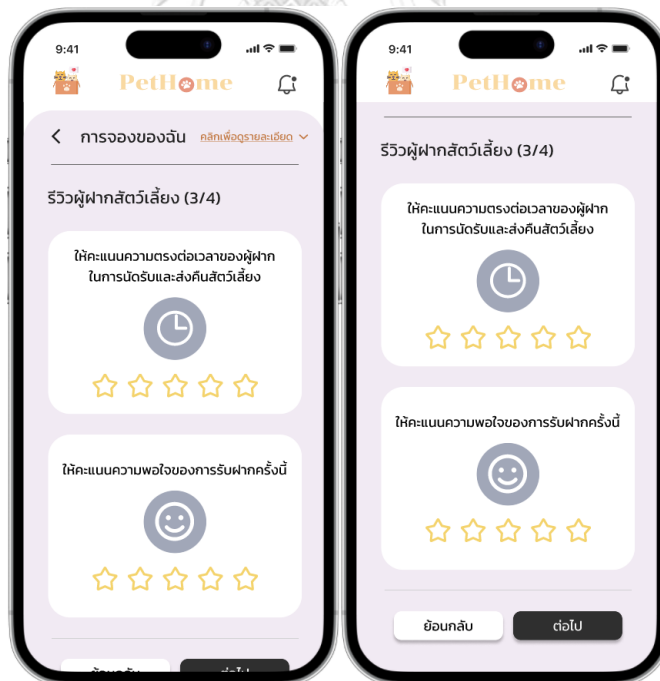 9:41
PetHome
การจองของฉัน คลิกเพื่อดูรายละเอียด
รีวิวผู้ฝากสัตว์เลี้ยง (3/4)
ให้คะแนนความตรงต่อเวลาของผู้ฝาก
ในการนัดรับและส่งคืนสัตว์เลี้ยง
ให้คะแนนความพอใจของการรับฝากครั้งนี้
ย้อนกลับ ต่อไป
9:41
PetHome
รีวิวผู้ฝากสัตว์เลี้ยง (3/4)
ให้คะแนนความตรงต่อเวลาของผู้ฝาก
ในการนัดรับและส่งคืนสัตว์เลี้ยง
ให้คะแนนความพอใจของการรับฝากครั้งนี้
ย้อนกลับ ต่อไป